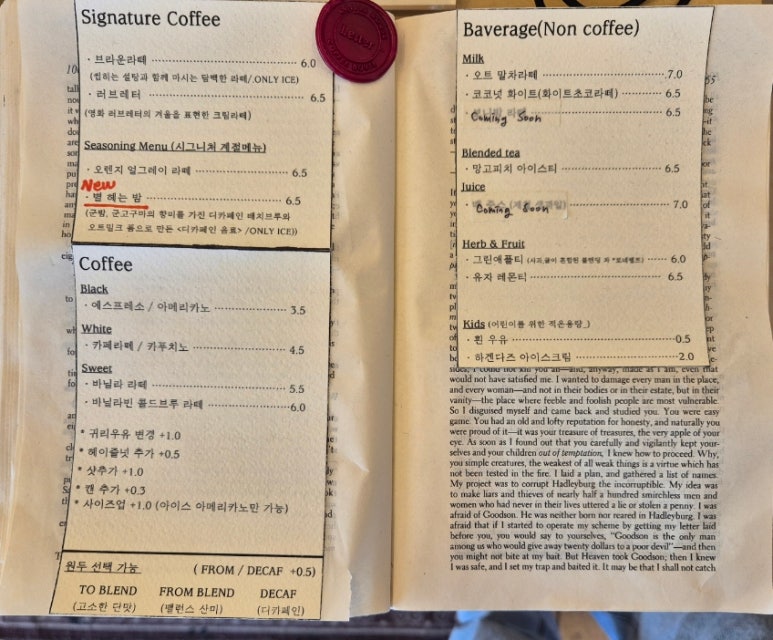 Signature Coffee
· 브라운라떼 6.0
(씹히는 설탕과 함께 마시는 담백한 라떼/.ONLY ICE)
· 러브레터 6.5
(영화 러브레터의 겨울을 표현한 크림라떼)
Seasoning Menu (시그니처 계절메뉴)
· 오렌지 얼그레이 라떼 6.5
New
· 별 헤는 밤 6.5
(군밤, 군고구마의 향미를 가진 디카페인 배치브루와
오트밀크 폼으로 만든 <디카페인 음료> /ONLY ICE))
Coffee
Black
· 에스프레소 / 아메리카노 3.5
White
· 카페라떼 / 카푸치노 4.5
Sweet
· 바닐라 라떼 5.5
· 바닐라빈 콜드브루 라떼 6.0
* 귀리우유 변경 +1.0
* 헤이즐넛 추가 +0.5
* 샷추가 +1.0
* 캔 추가 +0.3
* 사이즈업 +1.0 (아이스 아메리카노만 가능)
원두 선택 가능 ( FROM / DECAF +0.5)
TO BLEND FROM BLEND DECAF
(고소한 단맛) (밸런스 산미) (디카페인)
Baverage(Non coffee)
Milk
· 오트 말차라떼 7.0
· 코코넛 화이트(화이트초코라떼) 6.5
라떼 6.5
Coming Soon
Blended tea
· 망고피치 아이스티 6.5
Juice
7.0
Coming Soon
Herb & Fruit
· 그린애플티 6.0
· 유자 레몬티 6.5
Kids (어린이를 위한 적은용량_)
· 흰 우유 0.5
· 하겐다즈 아이스크림 2.0
would not have satisfied me. I wanted to damage every man in the place,
and every woman—and not in their bodies or in their estate, but in their
vanity—the place where feeble and foolish people are most vulnerable.
So I disguised myself and came back and studied you. You were easy
game. You had an old and lofty reputation for honesty, and naturally you
were proud of it—it was your treasure of treasures, the very apple of your
eye. As soon as I found out that you carefully and vigilantly kept your-
selves and your children out of temptation, I knew how to proceed. Why,
you simple creatures, the weakest of all weak things is a virtue which has
not been tested in the fire. I laid a plan, and gathered a list of names.
My project was to corrupt Hadleyburg the incorruptible. My idea was
to make liars and thieves of nearly half a hundred smirchless men and
women who had never in their lives uttered a lie or stolen a penny. I was
afraid of Goodson. He was neither born nor reared in Hadleyburg. I was
afraid that if I started to operate my scheme by getting my letter laid
before you, you would say to yourselves, "Goodson is the only man
among us who would give away twenty dollars to a poor devil"—and then
you might not bite at my bait. But Heaven took Goodson; then I knew
I was safe, and I set my trap and baited it. It may be that I shall not catch